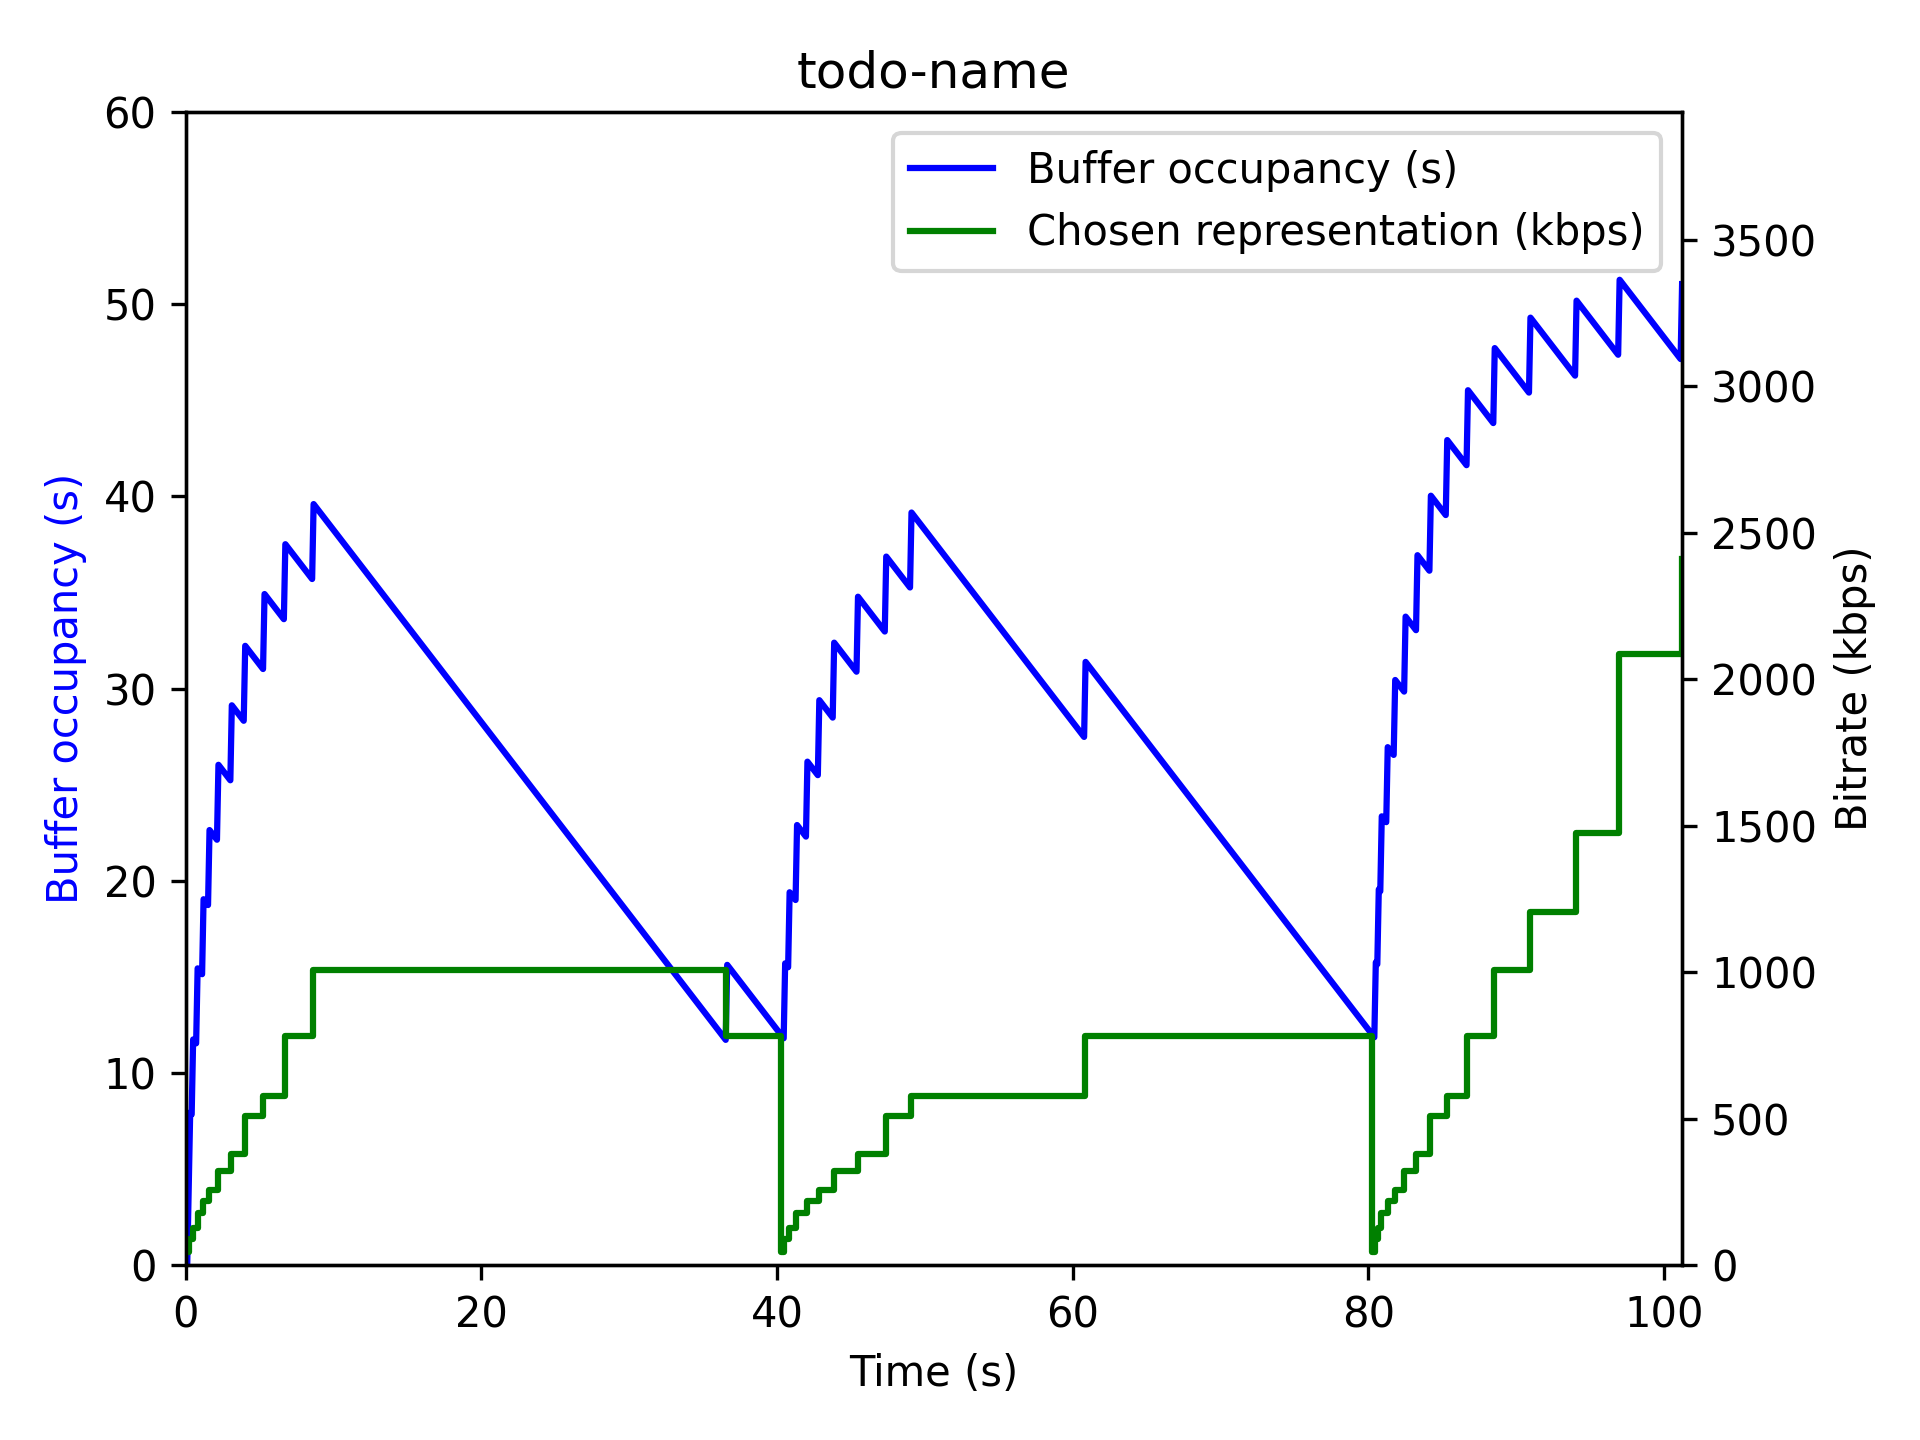 todo-name
Buffer occupancy (s)
Chosen representation (kbps)
60
50
40
30
20
10
0
Buffer occupancy (s)
3500
3000
2500
2000
1500
1000
500
0
Bitrate (kbps)
0 20 40 60 80 100
Time (s)